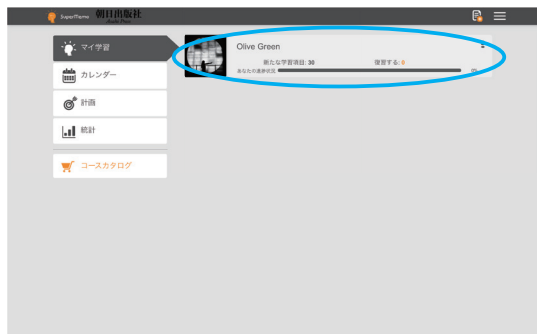 SuperMemo 朝日出版社
Asahi Press
マイ学習
カレンダー
計画
統計
コースカタログ
Olive Green
新たな学習項目: 30 復習する: 0
あなたの進捗状況